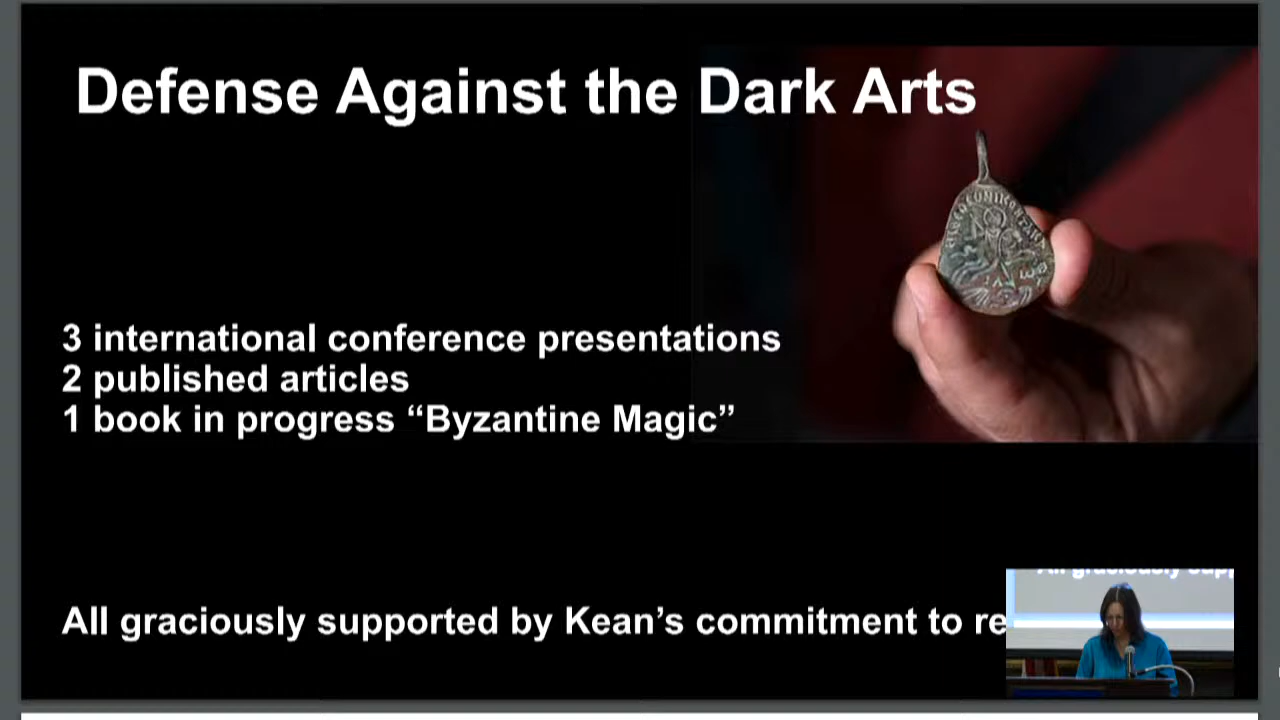 Defense Against the Dark Arts
3 international conference presentations
2 published articles
1 book in progress “Byzantine Magic”
All graciously supported by Kean’s commitment to re